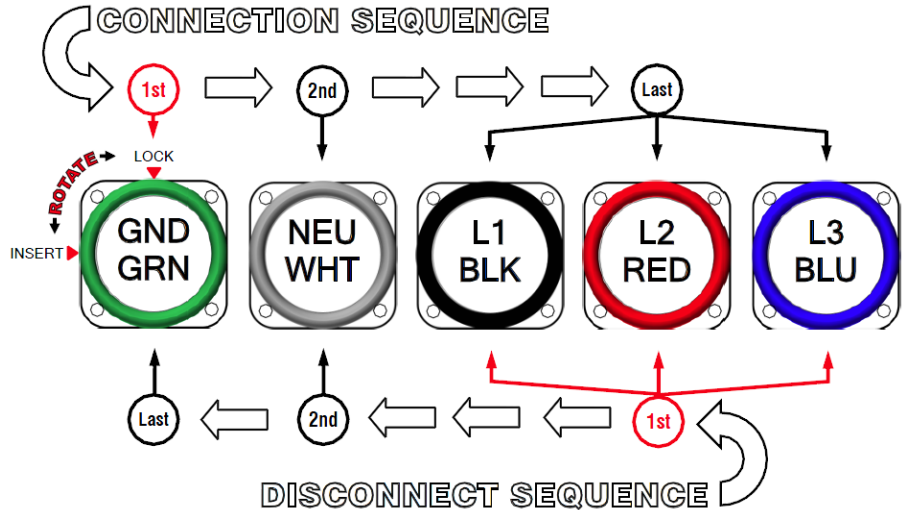 CONNECTION SEQUENCE
1st
2nd
Last
LOCK
ROTATE
INSERT
GND
GRN
NEU
WHT
L1
BLK
L2
RED
L3
BLU
Last
2nd
1st
DISCONNECT SEQUENCE